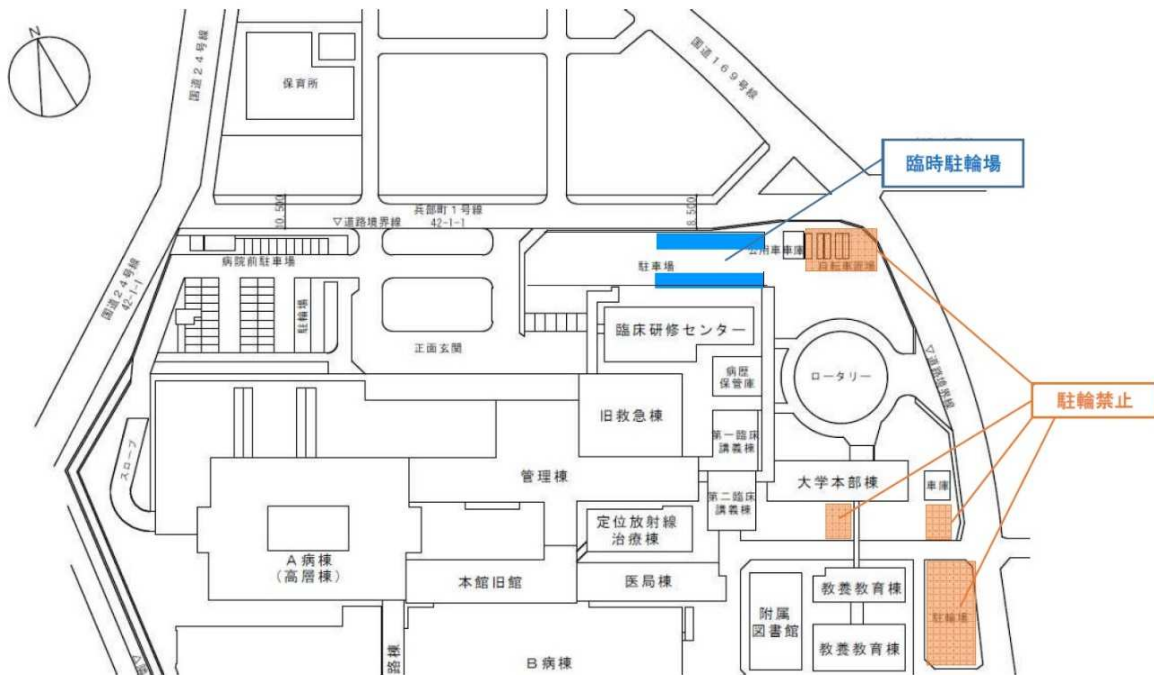 N
国道24号線
国道169号線
保育所
臨時駐輪場
10.500
兵部町1号線
8.500
▽道路境界線
42-1-1
国道24号線
42-1-1
病院前駐車場
駐車場
公用車車庫
自転車置場
駐輪場
正面玄関
臨床研修センター
病歴
保管庫
ロータリー
▽道路境界線
駐輪禁止
旧救急棟
第一臨床
講義棟
スロープ
管理棟
大学本部棟
車庫
第二臨床
講義棟
定位放射線
治療棟
A病棟
(高層棟)
本館旧館
医局棟
教養教育棟
附属
図書館
駐輪場
教養教育棟
路棟
B病棟